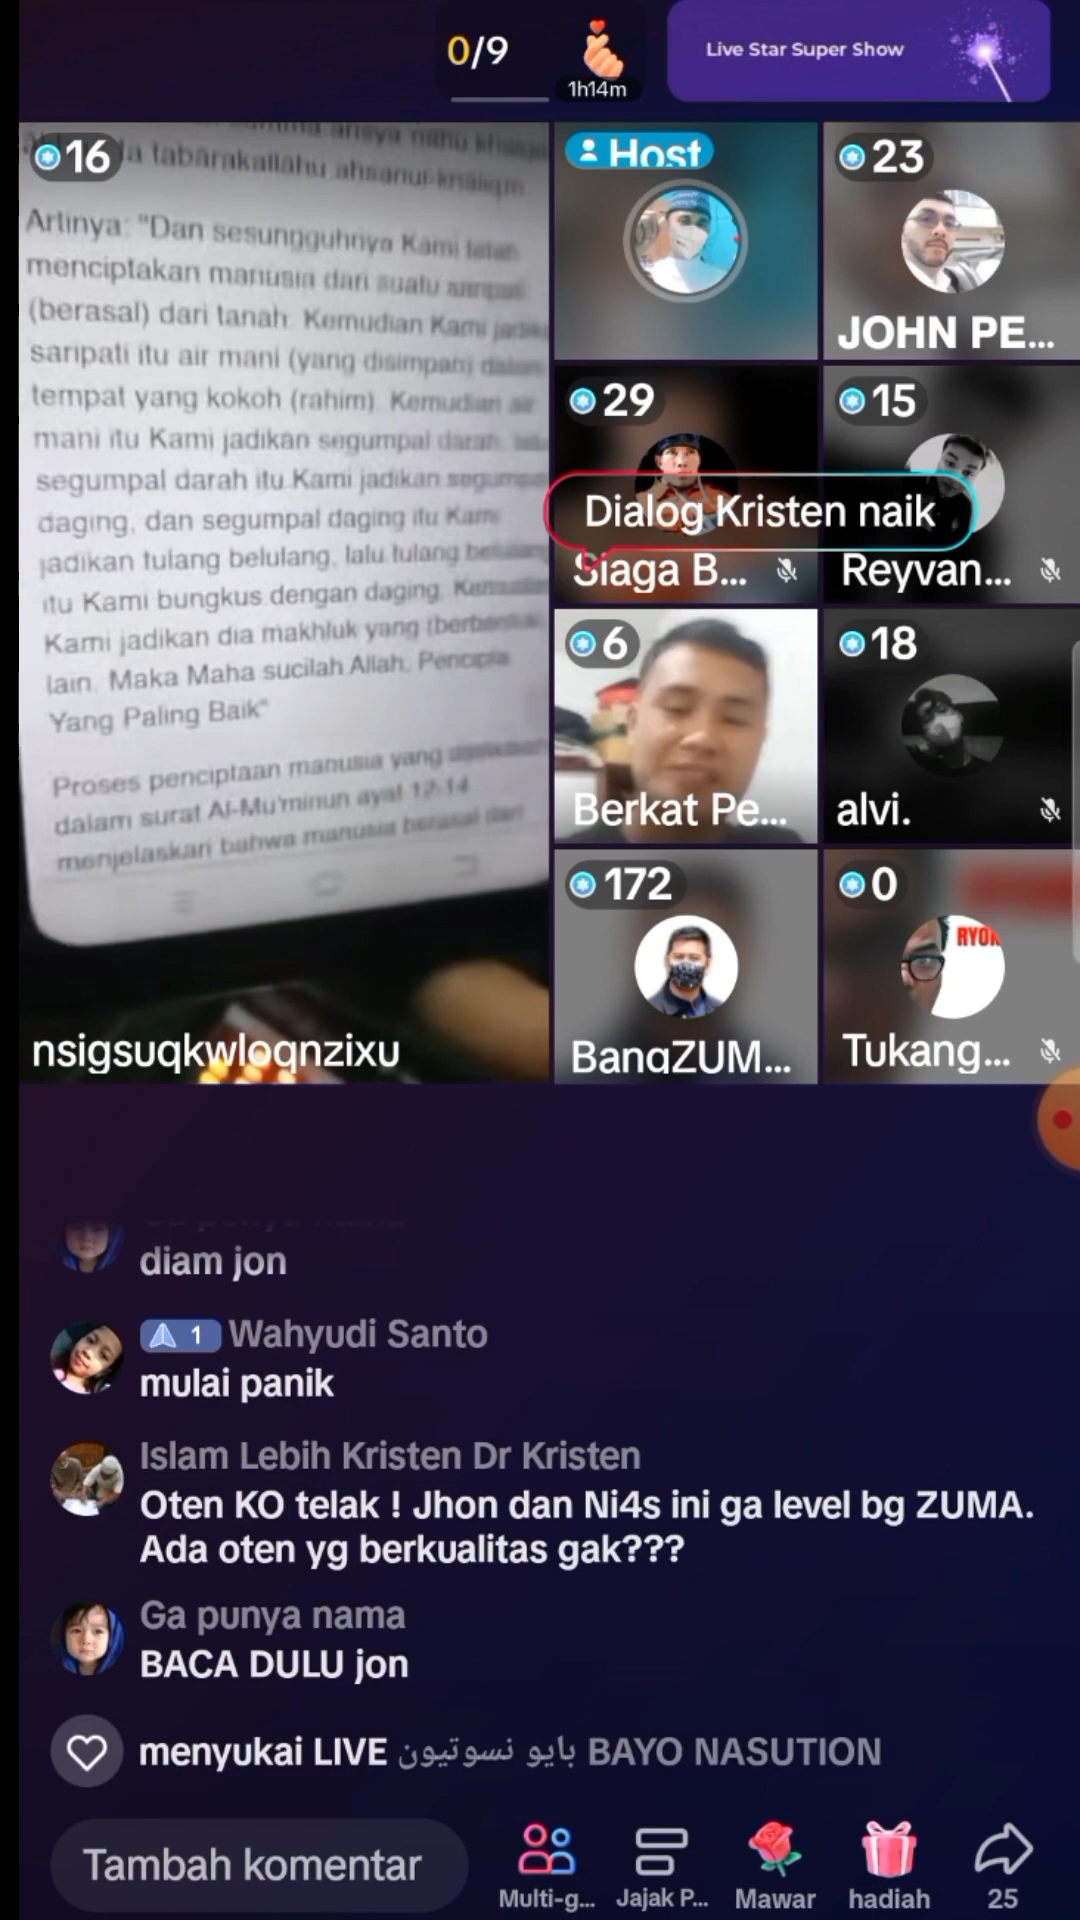 0/9
1h14m
Live Star Super Show
16
tabarakallahu ahsanul-khaliqin
Artinya: "Dan sesungguhnya Kami telah
menciptakan manusia dari suatu saripati
(berasal) dari tanah. Kemudian Kami jadikan
saripati itu air mani (yang disimpan) dalam
tempat yang kokoh (rahim). Kemudian air
mani itu Kami jadikan segumpal darah, lalu
segumpal darah itu Kami jadikan segumpal
daging, dan segumpal daging itu Kami
jadikan tulang belulang, lalu tulang belulang
itu Kami bungkus dengan daging. Kemudian
Kami jadikan dia makhluk yang (berbentuk)
lain. Maka Maha sucilah Allah, Pencipta
Yang Paling Baik"
Proses penciptaan manusia yang
dalam surat Al-Mu'minun ayat 12-14
menjelaskan bahwa manusia berasal dari
nsigsuqkwloqnzixu
Host
23
JOHN PE...
29
15
Dialog Kristen naik
Siaga B...
Reyvan...
6
18
Berkat Pe...
alvi.
172
0
RYON
BangZUM...
Tukang...
diam jon
1 Wahyudi Santo
mulai panik
Islam Lebih Kristen Dr Kristen
Oten KO telak ! Jhon dan Ni4s ini ga level bg ZUMA.
Ada oten yg berkualitas gak???
Ga punya nama
BACA DULU jon
menyukai LIVE بايو نسوتيون BAYO NASUTION
Tambah komentar
Multi-g...
Jajak P...
Mawar
hadiah
25